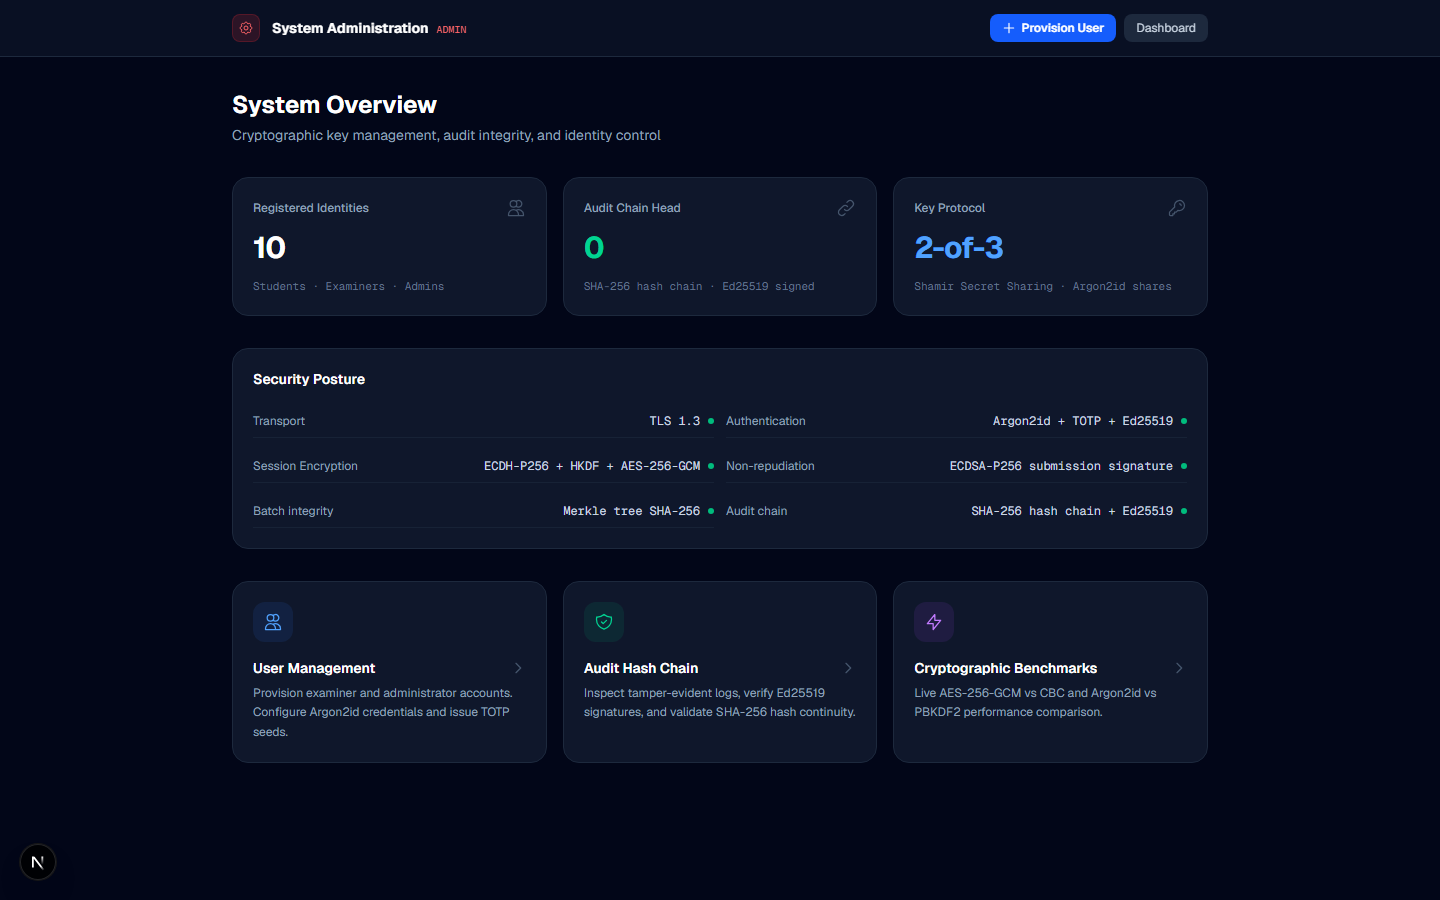 System Administration ADMIN
Provision User
Dashboard
System Overview
Cryptographic key management, audit integrity, and identity control
Registered Identities
10
Students · Examiners · Admins
Audit Chain Head
0
SHA-256 hash chain · Ed25519 signed
Key Protocol
2-of-3
Shamir Secret Sharing · Argon2id shares
Security Posture
Transport TLS 1.3
Authentication Argon2id + TOTP + Ed25519
Session Encryption ECDH-P256 + HKDF + AES-256-GCM
Non-repudiation ECDSA-P256 submission signature
Batch integrity Merkle tree SHA-256
Audit chain SHA-256 hash chain + Ed25519
User Management
Provision examiner and administrator accounts.
Configure Argon2id credentials and issue TOTP
seeds.
Audit Hash Chain
Inspect tamper-evident logs, verify Ed25519
signatures, and validate SHA-256 hash continuity.
Cryptographic Benchmarks
Live AES-256-GCM vs CBC and Argon2id vs
PBKDF2 performance comparison.
N